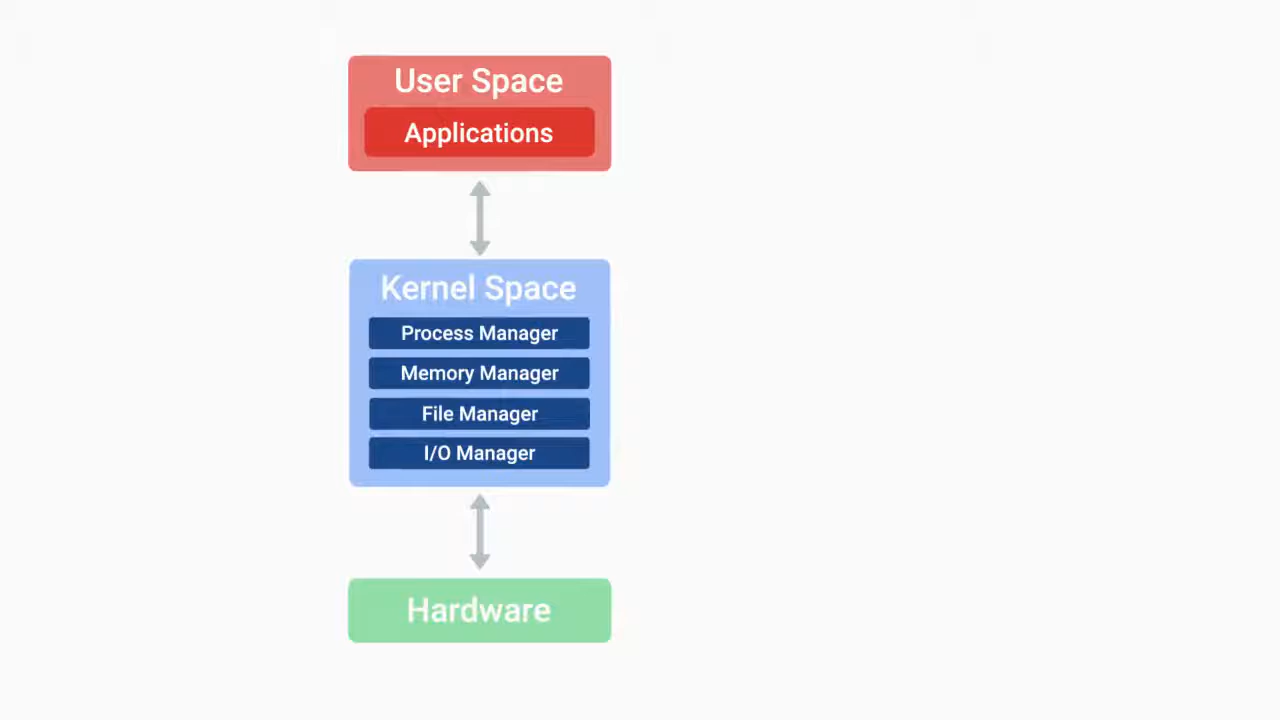 User Space
Applications
Kernel Space
Process Manager
Memory Manager
File Manager
I/O Manager
Hardware